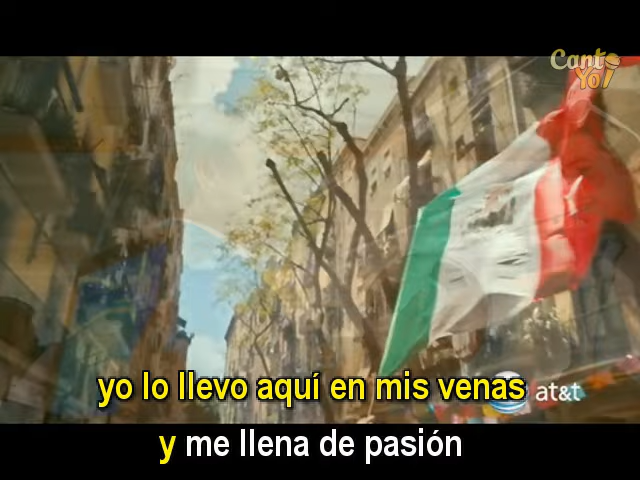 Canto
Yo!
yo lo llevo aquí en mis venas
at&t
y me llena de pasión